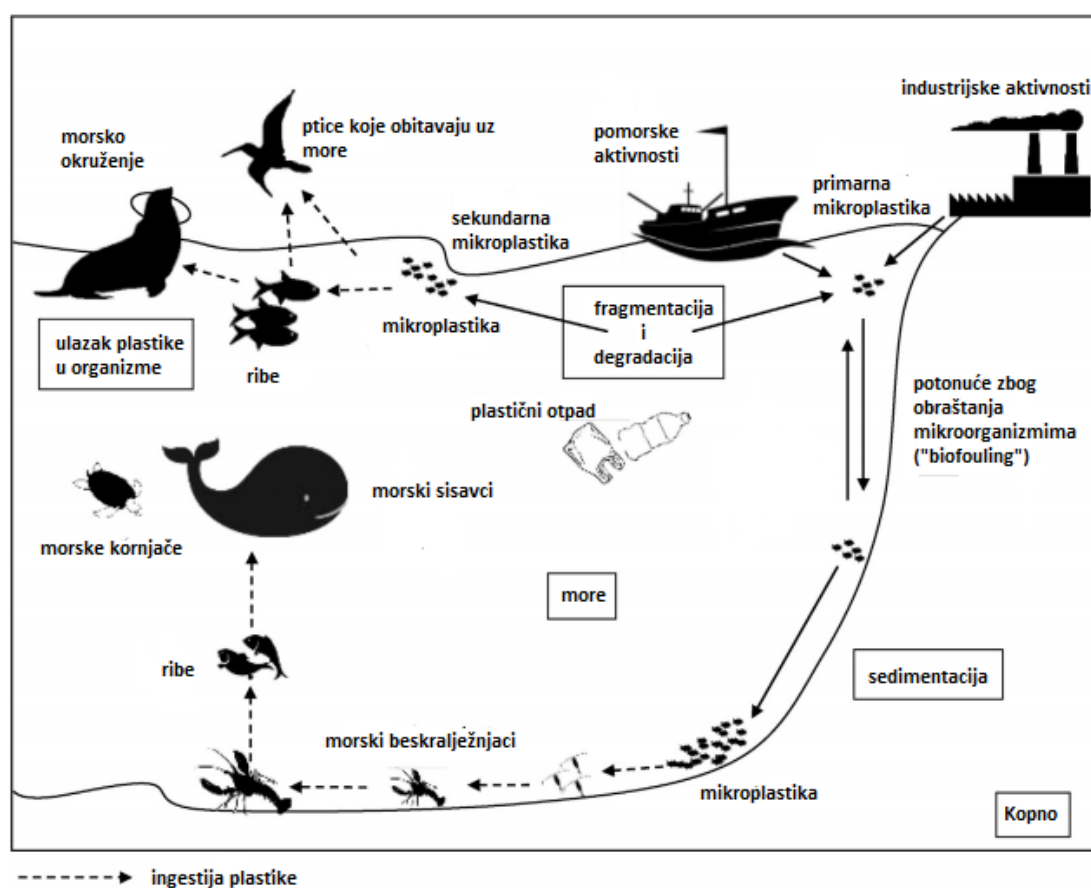 industrijske aktivnosti
morsko
okruženje
ptice koje obitavaju uz
more
pomorske
aktivnosti
primarna
mikroplastika
sekundarna
mikroplastika
mikroplastika
fragmentacija
i
degradacija
ulazak plastike
u organizme
ribe
plastični otpad
potonuće zbog
obraštanja
mikroorganizmima
("biofouling")
morski sisavci
morske kornjače
more
ribe
sedimentacija
morski beskralježnjaci
mikroplastika
Kopno
ingestija plastike